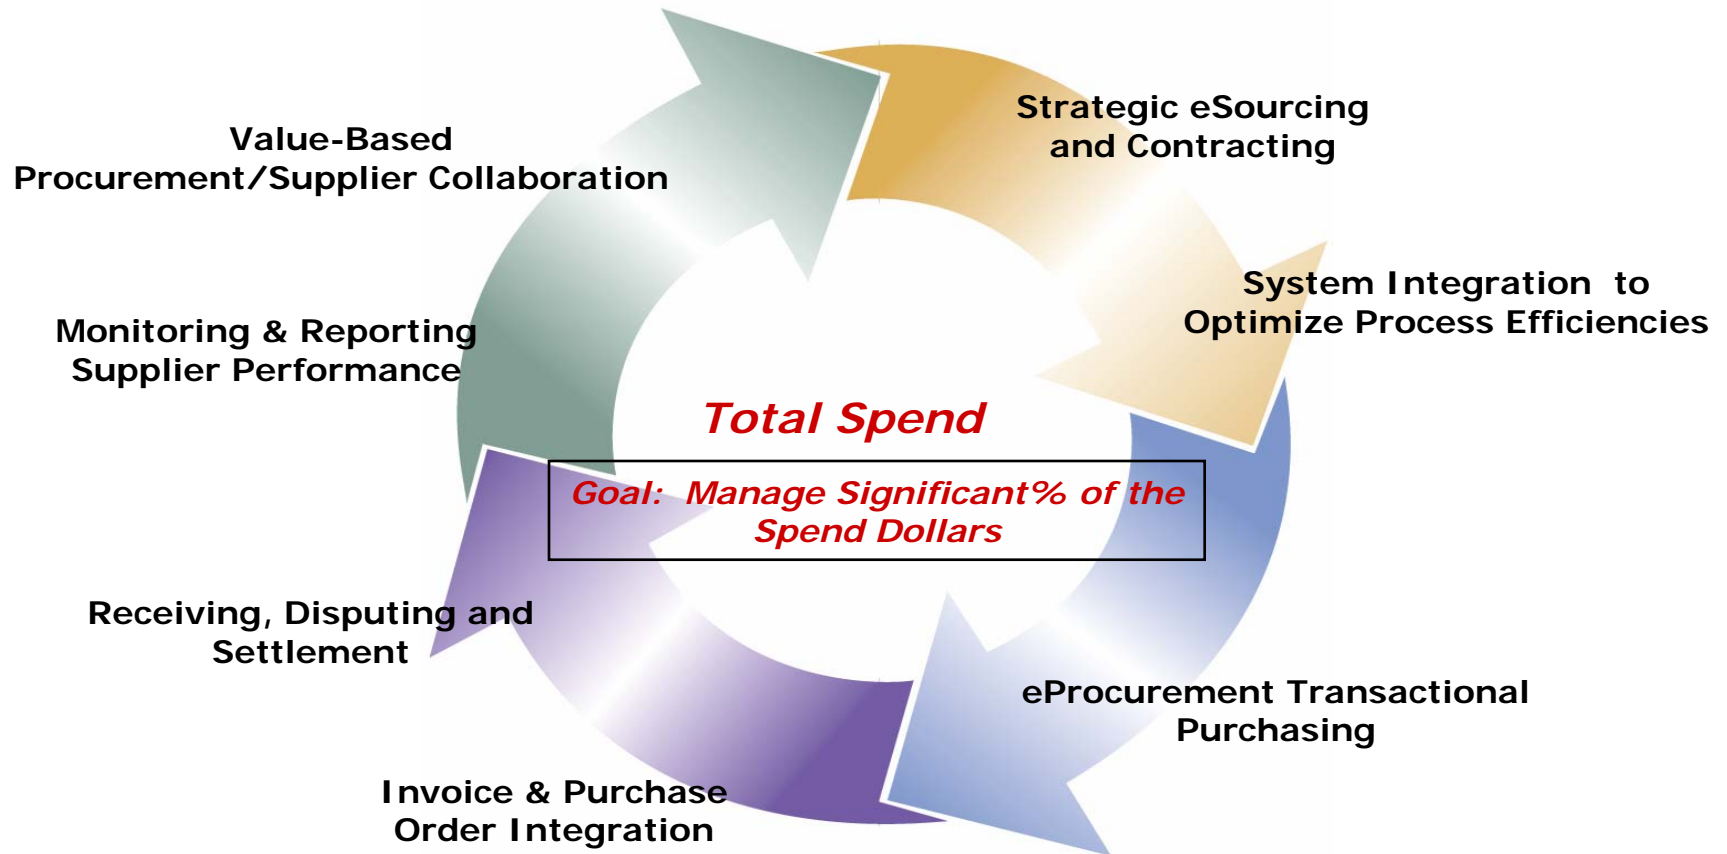 Strategic eSourcing
and Contracting
Value-Based
Procurement/Supplier Collaboration
System Integration to
Optimize Process Efficiencies
Monitoring & Reporting
Supplier Performance
Total Spend
Goal: Manage Significant% of the
Spend Dollars
Receiving, Disputing and
Settlement
eProcurement Transactional
Purchasing
Invoice & Purchase
Order Integration